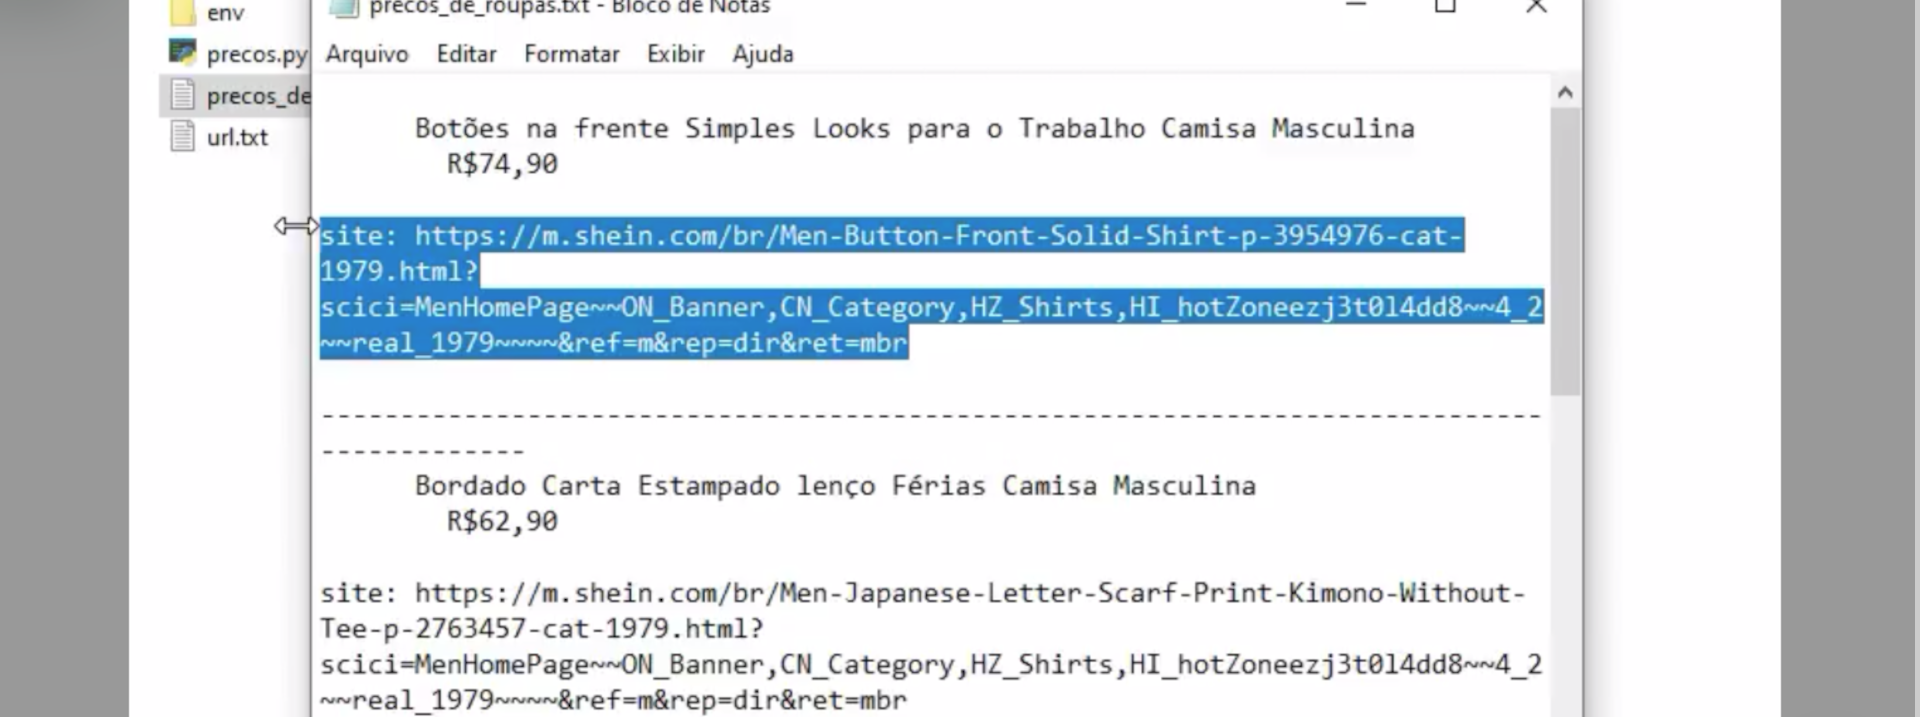 env
precos.py
precos_de
url.txt
precos_de_roupas.txt - Bloco de Notas
Arquivo Editar Formatar Exibir Ajuda
Botões na frente Simples Looks para o Trabalho Camisa Masculina
R$74,90
site: https://m.shein.com/br/Men-Button-Front-Solid-Shirt-p-3954976-cat-
1979.html?
scici=MenHomePage~~ON_Banner,CN_Category,HZ_Shirts,HI_hotZoneezj3t0l4dd8~~4_2
~~real_1979~~~~&ref=m&rep=dir&ret=mbr
-----------------------------------------------------------------------------
-------------
Bordado Carta Estampado lenço Férias Camisa Masculina
R$62,90
site: https://m.shein.com/br/Men-Japanese-Letter-Scarf-Print-Kimono-Without-
Tee-p-2763457-cat-1979.html?
scici=MenHomePage~~ON_Banner,CN_Category,HZ_Shirts,HI_hotZoneezj3t0l4dd8~~4_2
~~real_1979~~~~&ref=m&rep=dir&ret=mbr